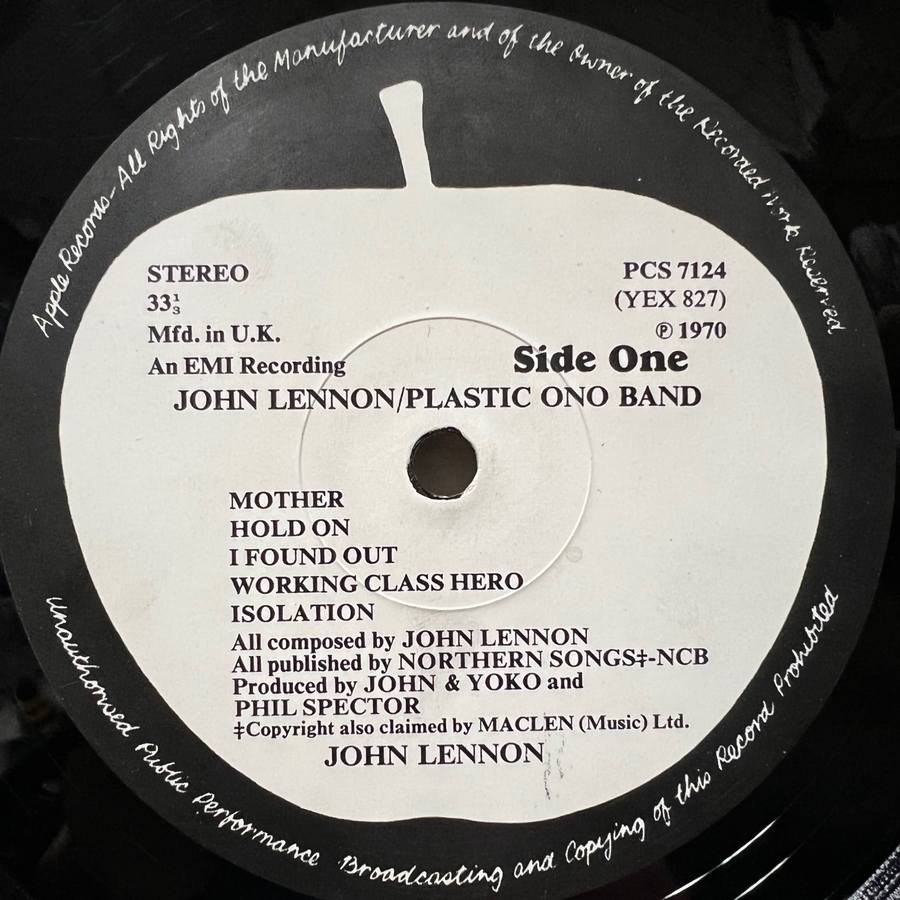 Apple Records-All Rights of the Manufacturer and of the Owner of the Recorded Work Reserved
STEREO
33⅓
Mfd. in U.K.
An EMI Recording
PCS 7124
(YEX 827)
℗ 1970
Side One
JOHN LENNON/PLASTIC ONO BAND
MOTHER
HOLD ON
I FOUND OUT
WORKING CLASS HERO
ISOLATION
All composed by JOHN LENNON
All published by NORTHERN SONGS‡-NCB
Produced by JOHN & YOKO and
PHIL SPECTOR
‡Copyright also claimed by MACLEN (Music) Ltd.
JOHN LENNON
Unauthorised Public Performance Broadcasting and Copying of this Record Prohibited